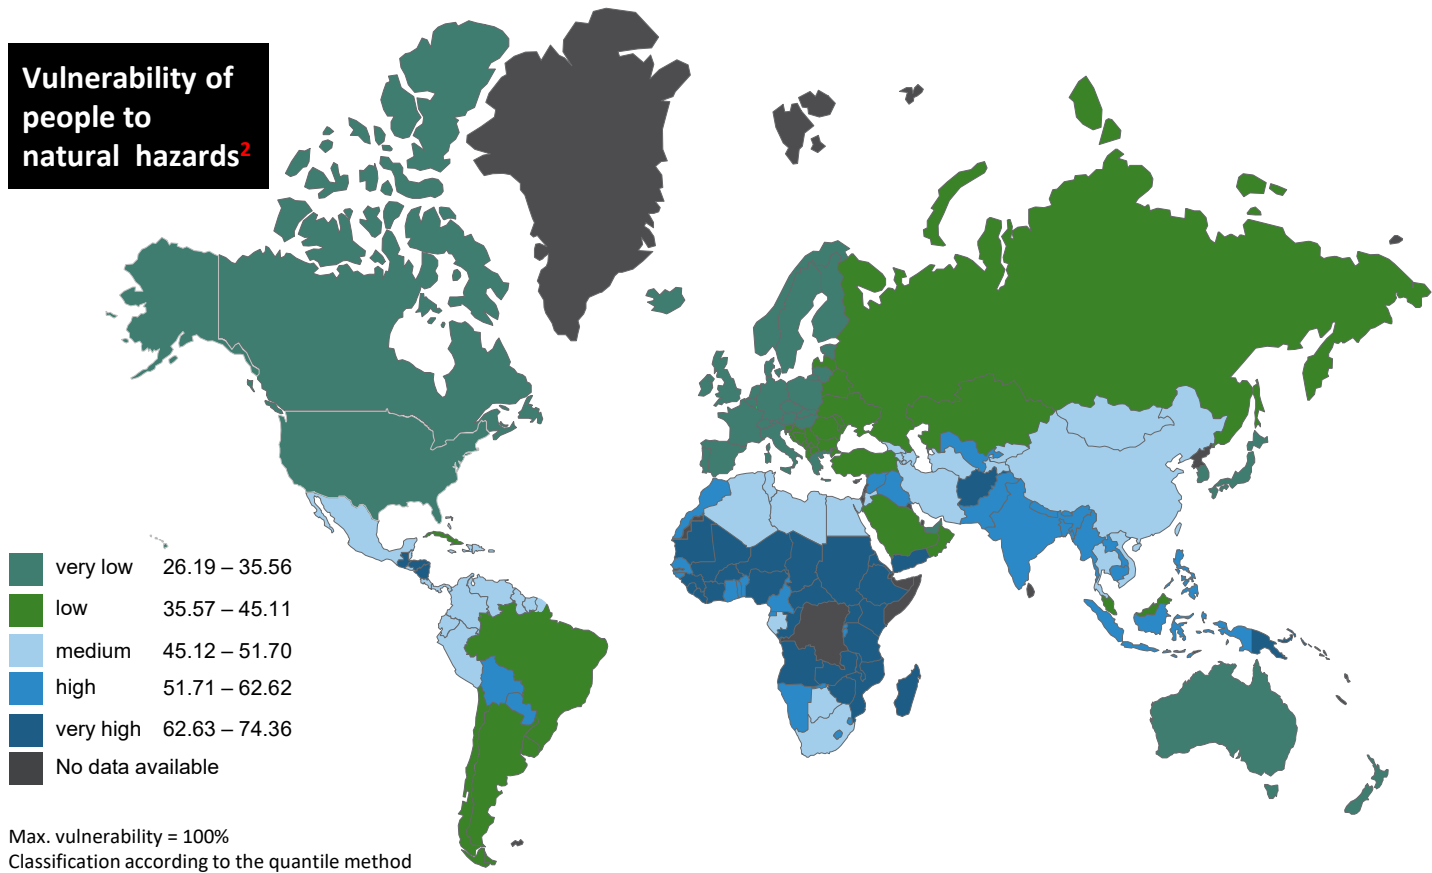 Vulnerability of
people to
natural hazards²
very low 26.19 – 35.56
low 35.57 – 45.11
medium 45.12 – 51.70
high 51.71 – 62.62
very high 62.63 – 74.36
No data available
Max. vulnerability = 100%
Classification according to the quantile method